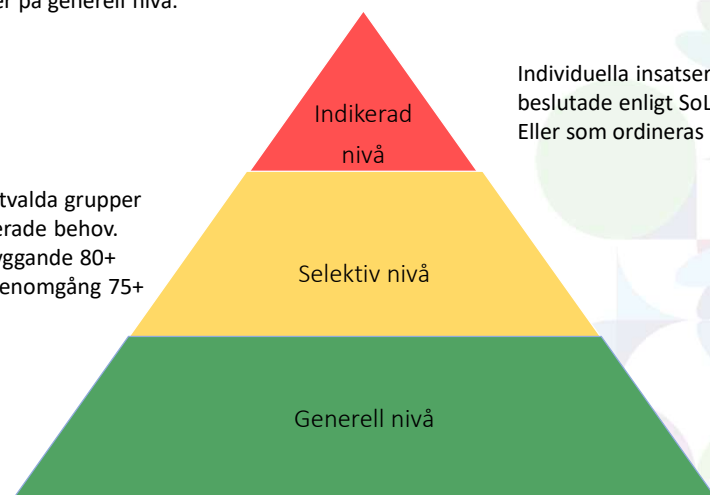 er på generell nivå.
Individuella insatser
beslutade enligt SoL
Eller som ordineras
Indikerad
nivå
tvalda grupper
erade behov.
yggande 80+
enomgång 75+
Selektiv nivå
Generell nivå